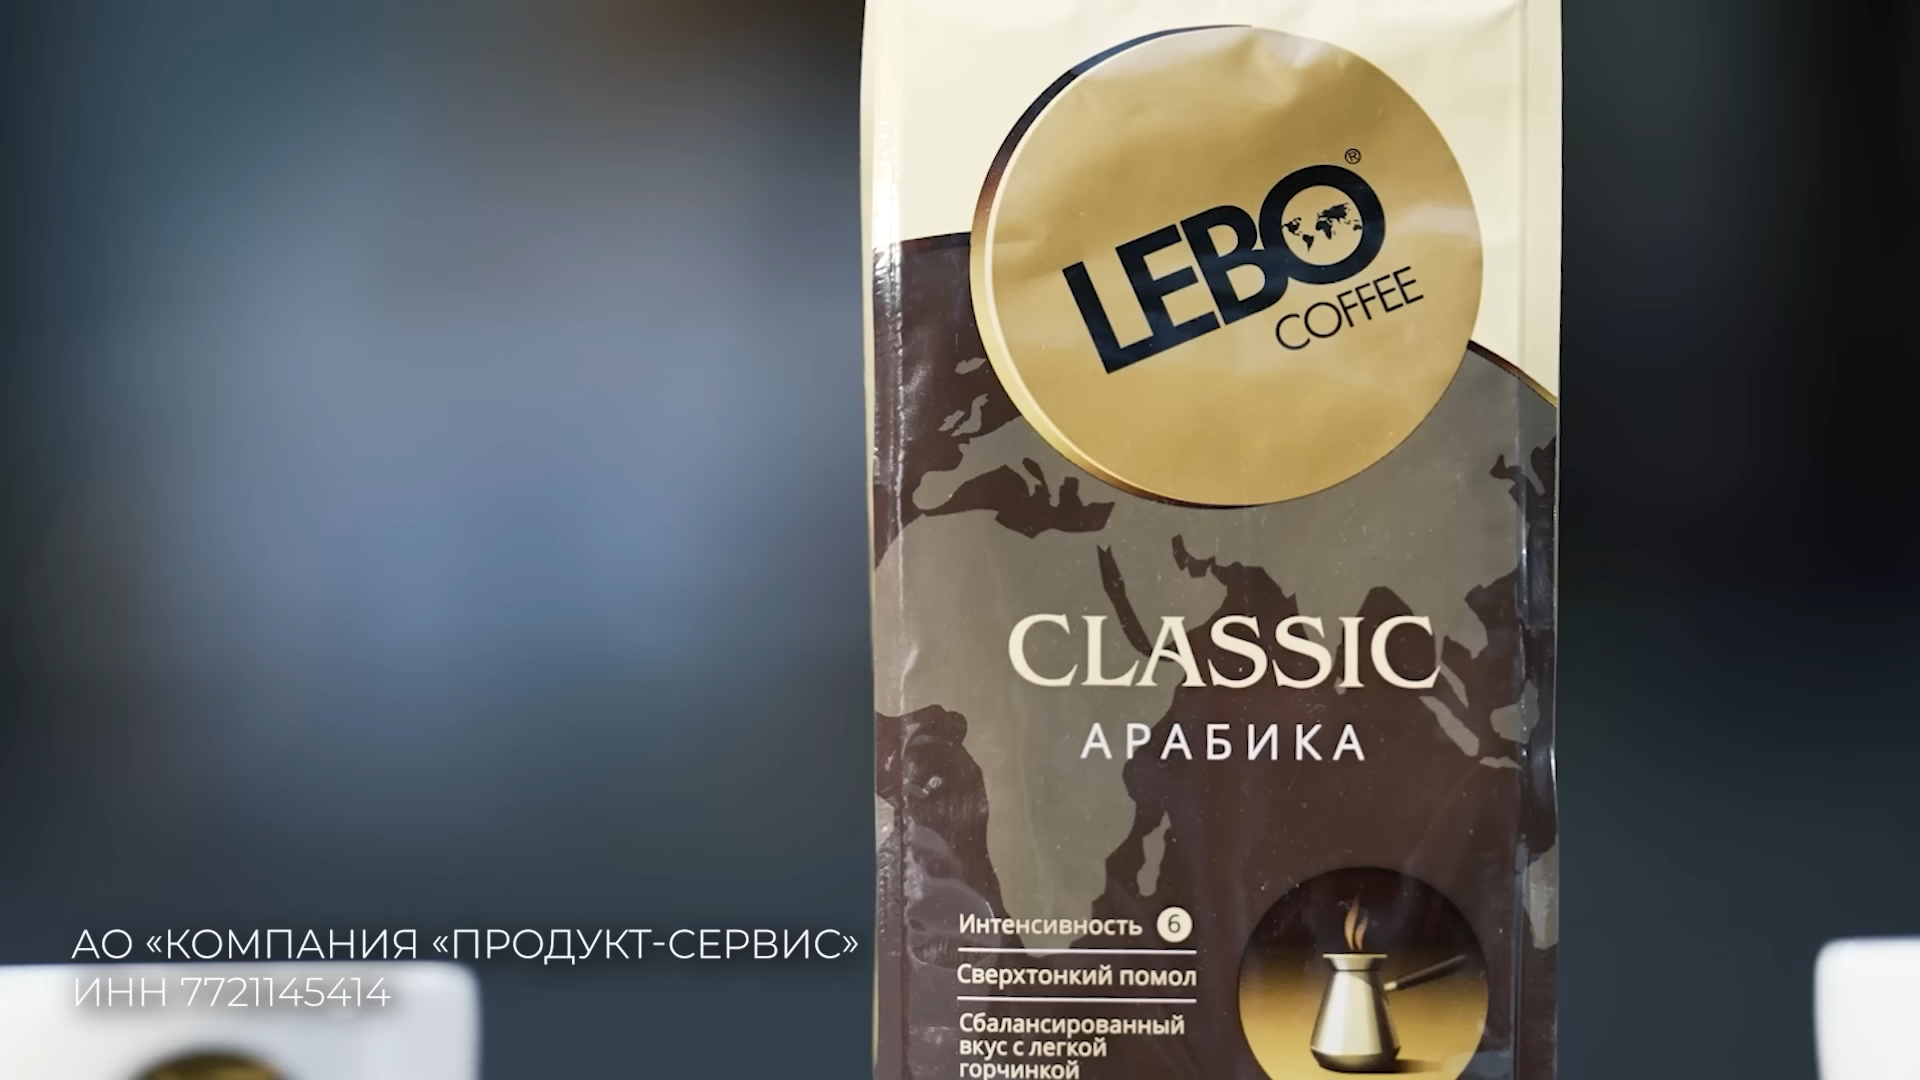 LEBO®
COFFEE
CLASSIC
АРАБИКА
Интенсивность 6
Сверхтонкий помол
Сбалансированный
вкус с легкой
горчинкой
АО «КОМПАНИЯ «ПРОДУКТ-СЕРВИС»
ИНН 7721145414